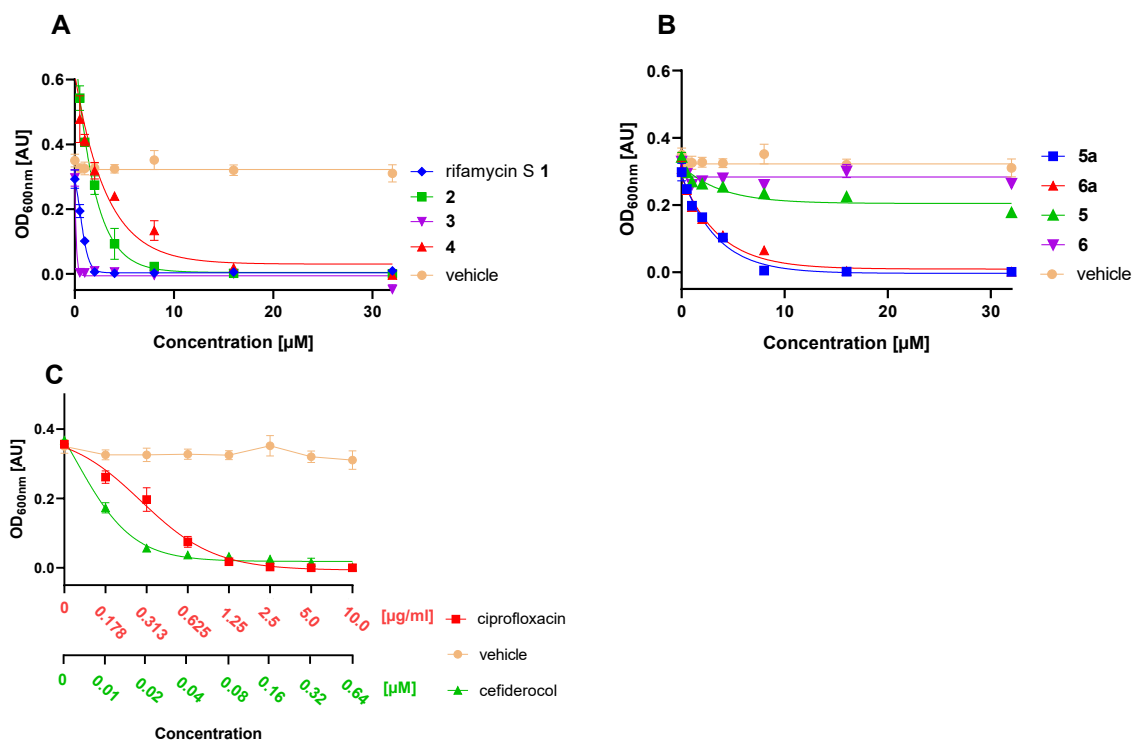 A
OD600nm [AU]
0.6
0.4
0.2
0.0
0 10 20 30
Concentration [µM]
rifamycin S 1
2
3
4
vehicle
B
OD600nm [AU]
0.6
0.4
0.2
0.0
0 10 20 30
Concentration [µM]
5a
6a
5
6
vehicle
C
OD600nm [AU]
0.4
0.2
0.0
0 0.178 0.313 0.625 1.25 2.5 5.0 10.0 [µg/ml]
0 0.01 0.02 0.04 0.08 0.16 0.32 0.64 [µM]
Concentration
ciprofloxacin
vehicle
cefiderocol